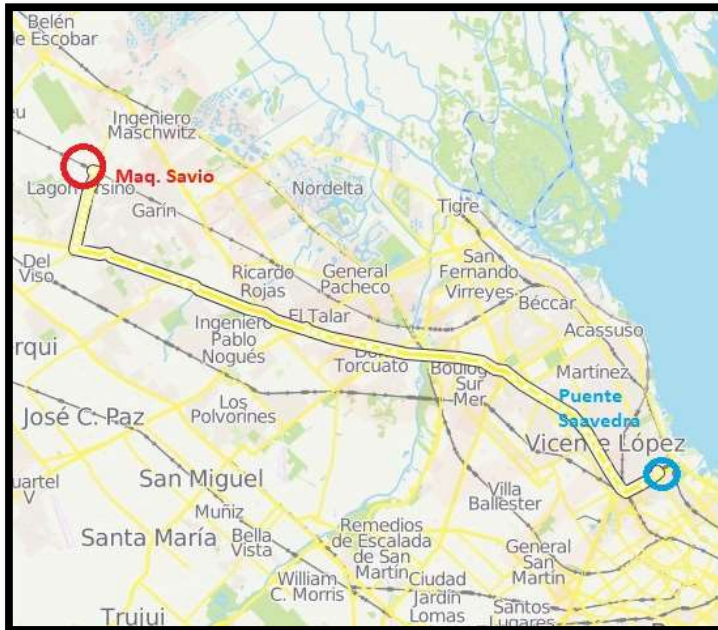 Belén
de Escobar
Ingeniero
Maschwitz
Maq. Savio
Garín
Nordelta
Tigre
Del
Viso
Ricardo
Rojas
General
Pacheco
San
Fernando
Virreyes
Béccar
El Talar
Ingeniero
Pablo
Nogués
Torcuato
Acassuso
Martínez
Boulog
Sur
Mer
Puente
Saavedra
Vicente López
José C. Paz
Los
Polvorines
San Miguel
Muñiz
Bella
Vista
Santa María
Villa
Ballester
General
San
Martín
Remedios
de Escalada
de San
Martín
William
C. Morris
Ciudad
Jardín
Lomas
Santos
Lugares
Trujui